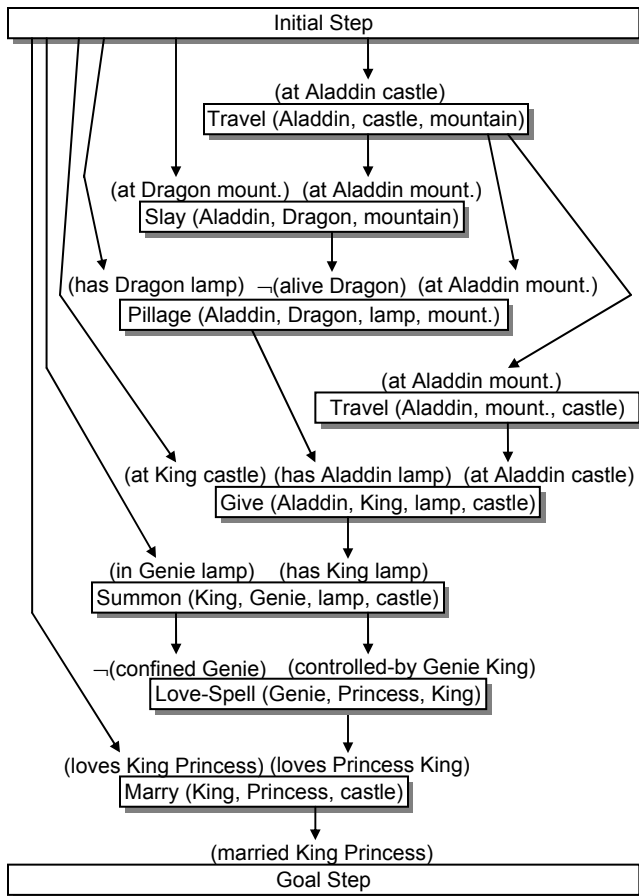 Initial Step
(at Aladdin castle)
Travel (Aladdin, castle, mountain)
(at Dragon mount.) (at Aladdin mount.)
Slay (Aladdin, Dragon, mountain)
(has Dragon lamp) ¬(alive Dragon) (at Aladdin mount.)
Pillage (Aladdin, Dragon, lamp, mount.)
(at Aladdin mount.)
Travel (Aladdin, mount., castle)
(at King castle) (has Aladdin lamp) (at Aladdin castle)
Give (Aladdin, King, lamp, castle)
(in Genie lamp) (has King lamp)
Summon (King, Genie, lamp, castle)
¬(confined Genie) (controlled-by Genie King)
Love-Spell (Genie, Princess, King)
(loves King Princess) (loves Princess King)
Marry (King, Princess, castle)
(married King Princess)
Goal Step